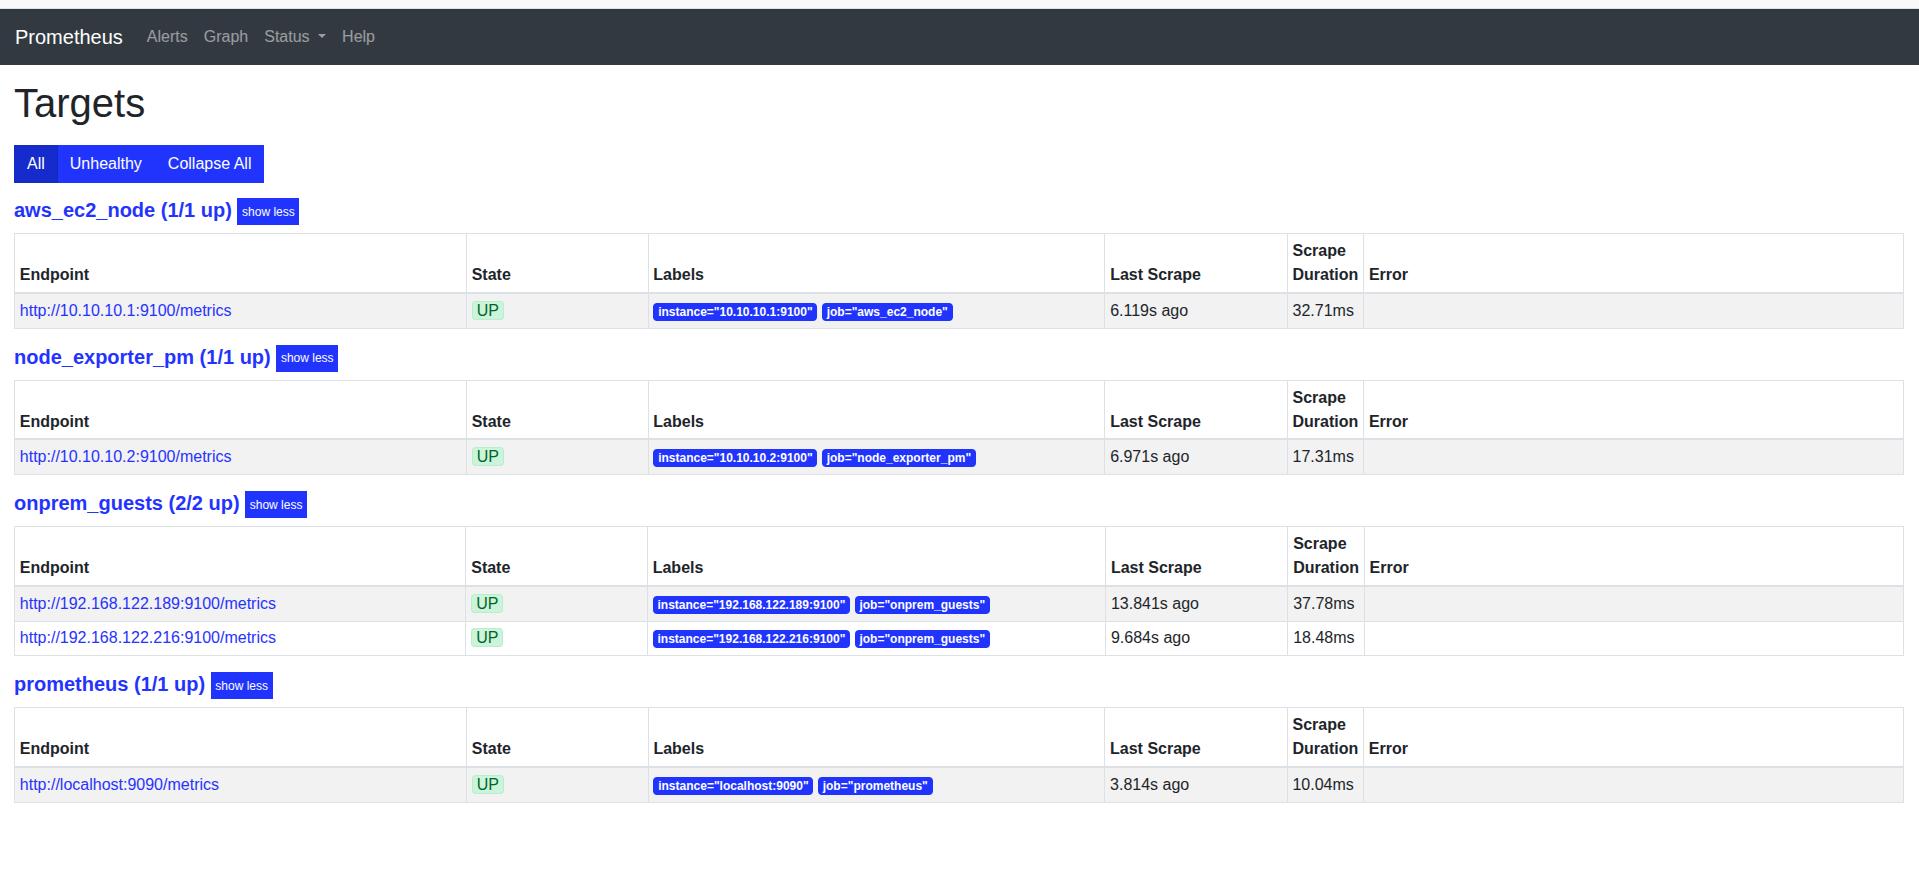 Prometheus Alerts Graph Status Help
Targets
All Unhealthy Collapse All
aws_ec2_node (1/1 up) show less
Endpoint State Labels Last Scrape Scrape Duration Error
http://10.10.10.1:9100/metrics UP instance="10.10.10.1:9100" job="aws_ec2_node" 6.119s ago 32.71ms
node_exporter_pm (1/1 up) show less
Endpoint State Labels Last Scrape Scrape Duration Error
http://10.10.10.2:9100/metrics UP instance="10.10.10.2:9100" job="node_exporter_pm" 6.971s ago 17.31ms
onprem_guests (2/2 up) show less
Endpoint State Labels Last Scrape Scrape Duration Error
http://192.168.122.189:9100/metrics UP instance="192.168.122.189:9100" job="onprem_guests" 13.841s ago 37.78ms
http://192.168.122.216:9100/metrics UP instance="192.168.122.216:9100" job="onprem_guests" 9.684s ago 18.48ms
prometheus (1/1 up) show less
Endpoint State Labels Last Scrape Scrape Duration Error
http://localhost:9090/metrics UP instance="localhost:9090" job="prometheus" 3.814s ago 10.04ms